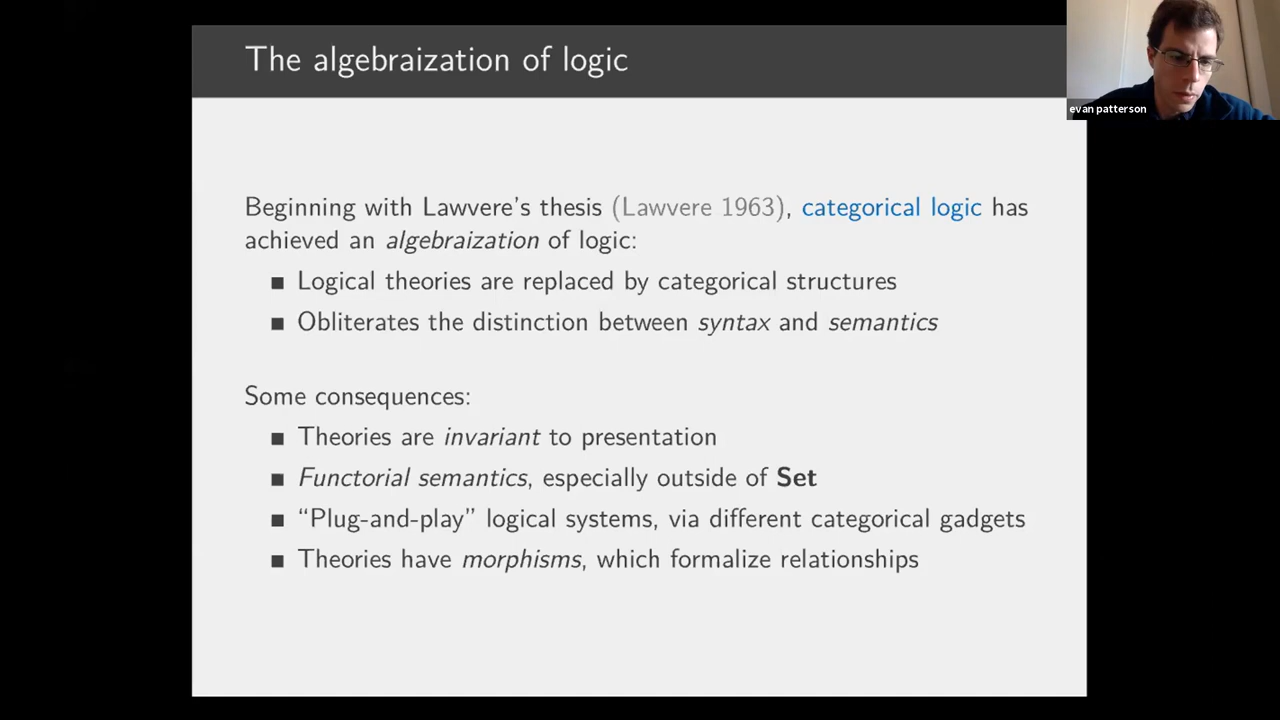 The algebraization of logic
evan patterson
Beginning with Lawvere's thesis (Lawvere 1963), categorical logic has
achieved an algebraization of logic:
■ Logical theories are replaced by categorical structures
■ Obliterates the distinction between syntax and semantics
Some consequences:
■ Theories are invariant to presentation
■ Functorial semantics, especially outside of Set
■ “Plug-and-play” logical systems, via different categorical gadgets
■ Theories have morphisms, which formalize relationships